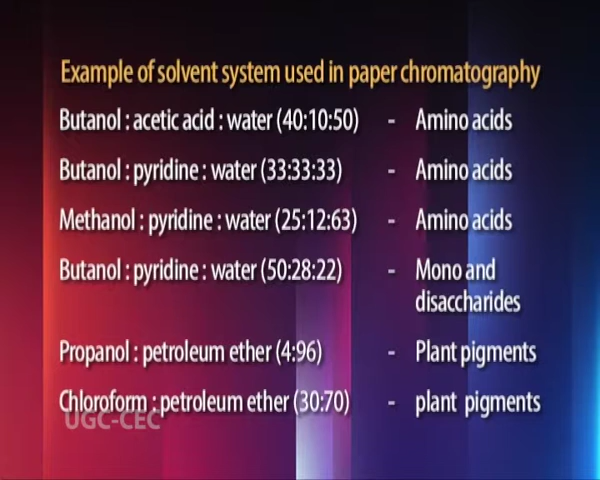 Example of solvent system used in paper chromatography
Butanol : acetic acid : water (40:10:50) - Amino acids
Butanol : pyridine : water (33:33:33) - Amino acids
Methanol : pyridine : water (25:12:63) - Amino acids
Butanol : pyridine : water (50:28:22) - Mono and
disaccharides
Propanol : petroleum ether (4:96) - Plant pigments
Chloroform : petroleum ether (30:70) - plant pigments
UGC-CEC